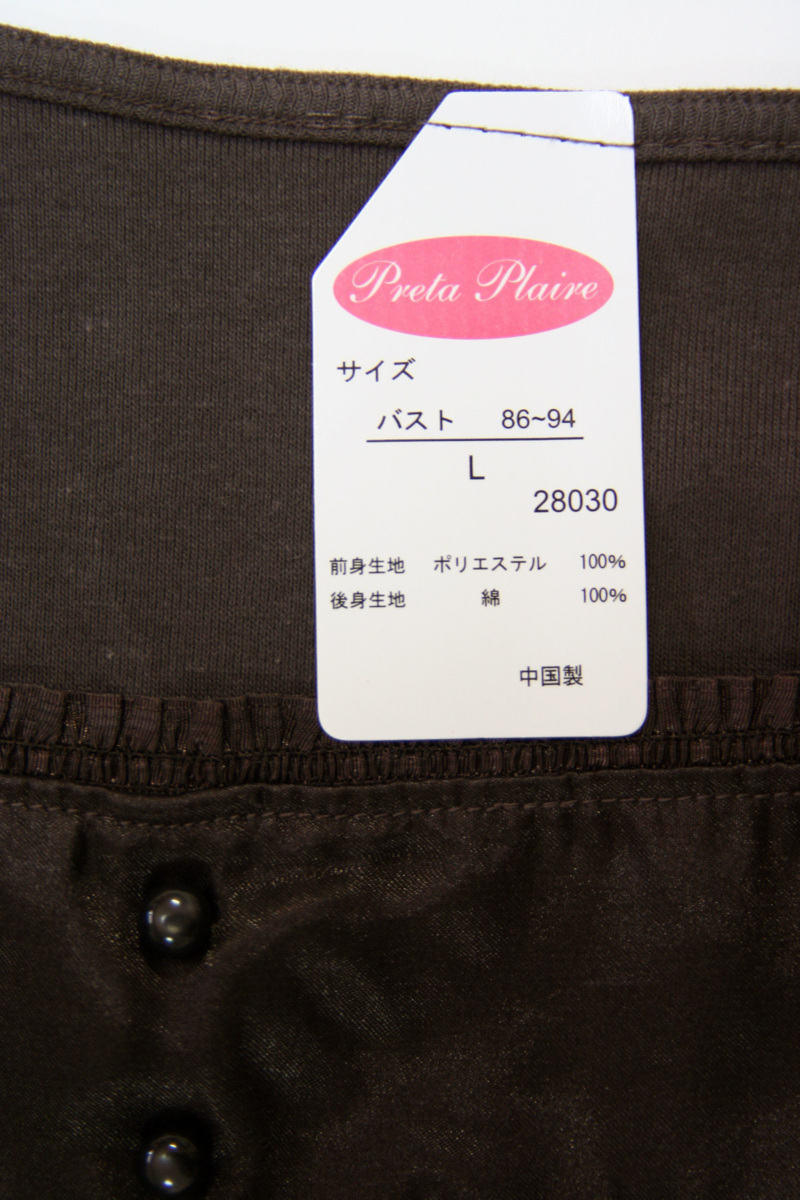 Preta Plaire
サイズ
バスト 86~94
L
28030
前身生地 ポリエステル 100%
後身生地 綿 100%
中国製